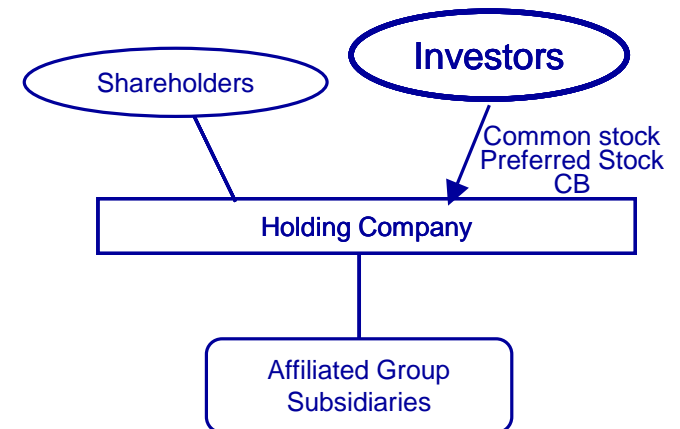 Shareholders
Investors
Common stock
Preferred Stock
CB
Holding Company
Affiliated Group
Subsidiaries